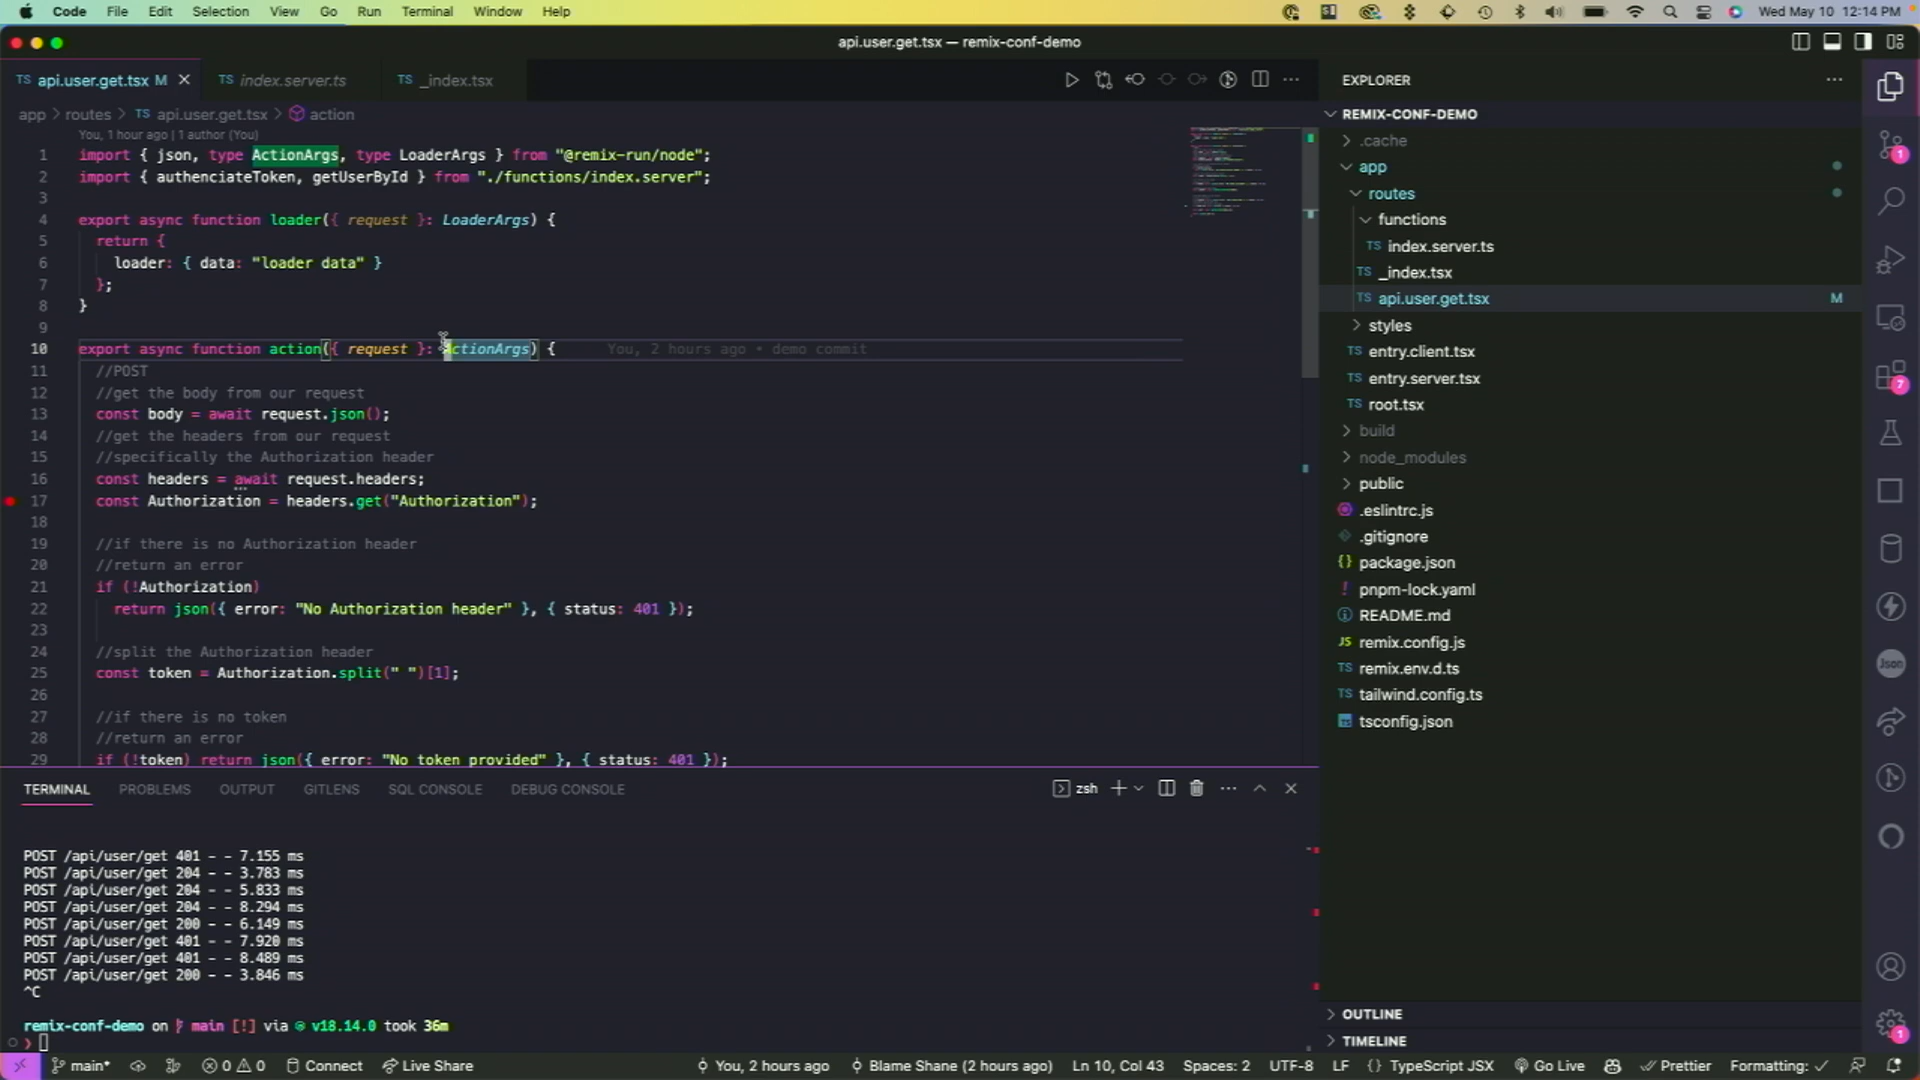 Code File Edit Selection View Go Run Terminal Window Help
Wed May 10 12:14 PM
api.user.get.tsx — remix-conf-demo
TS api.user.get.tsx M
TS index.server.ts
TS _index.tsx
app > routes > TS api.user.get.tsx > action
You, 1 hour ago | 1 author (You)
1 import { json, type ActionArgs, type LoaderArgs } from "@remix-run/node";
2 import { authenciateToken, getUserById } from "./functions/index.server";
3
4 export async function loader({ request }: LoaderArgs) {
5 return {
6 loader: { data: "loader data" }
7 };
8 }
9
10 export async function action({ request }: ActionArgs) { You, 2 hours ago • demo commit
11 //POST
12 //get the body from our request
13 const body = await request.json();
14 //get the headers from our request
15 //specifically the Authorization header
16 const headers = await request.headers;
17 const Authorization = headers.get("Authorization");
18
19 //if there is no Authorization header
20 //return an error
21 if (!Authorization)
22 return json({ error: "No Authorization header" }, { status: 401 });
23
24 //split the Authorization header
25 const token = Authorization.split(" ")[1];
26
27 //if there is no token
28 //return an error
29 if (!token) return json({ error: "No token provided" }, { status: 401 });
TERMINAL PROBLEMS OUTPUT GITLENS SQL CONSOLE DEBUG CONSOLE
zsh
POST /api/user/get 401 - - 7.155 ms
POST /api/user/get 204 - - 3.783 ms
POST /api/user/get 204 - - 5.833 ms
POST /api/user/get 204 - - 8.294 ms
POST /api/user/get 200 - - 6.149 ms
POST /api/user/get 401 - - 7.920 ms
POST /api/user/get 401 - - 8.489 ms
POST /api/user/get 200 - - 3.846 ms
^C
remix-conf-demo on main [!] via v18.14.0 took 36m
EXPLORER
REMIX-CONF-DEMO
.cache
app
routes
functions
TS index.server.ts
TS _index.tsx
TS api.user.get.tsx M
styles
TS entry.client.tsx
TS entry.server.tsx
TS root.tsx
build
node_modules
public
.eslintrc.js
.gitignore
{} package.json
! pnpm-lock.yaml
README.md
JS remix.config.js
TS remix.env.d.ts
TS tailwind.config.ts
tsconfig.json
OUTLINE
TIMELINE
1
7
Json
1
main* 0 0 Connect Live Share You, 2 hours ago Blame Shane (2 hours ago) Ln 10, Col 43 Spaces: 2 UTF-8 LF {} TypeScript JSX Go Live Prettier Formatting: ✓